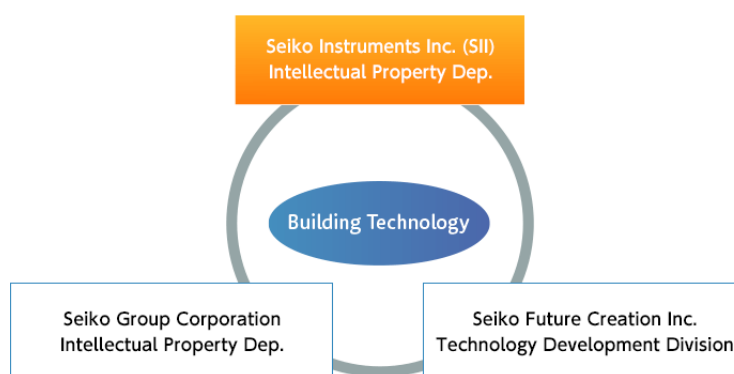 Seiko Instruments Inc. (SII)
Intellectual Property Dep.
Building Technology
Seiko Group Corporation
Intellectual Property Dep.
Seiko Future Creation Inc.
Technology Development Division